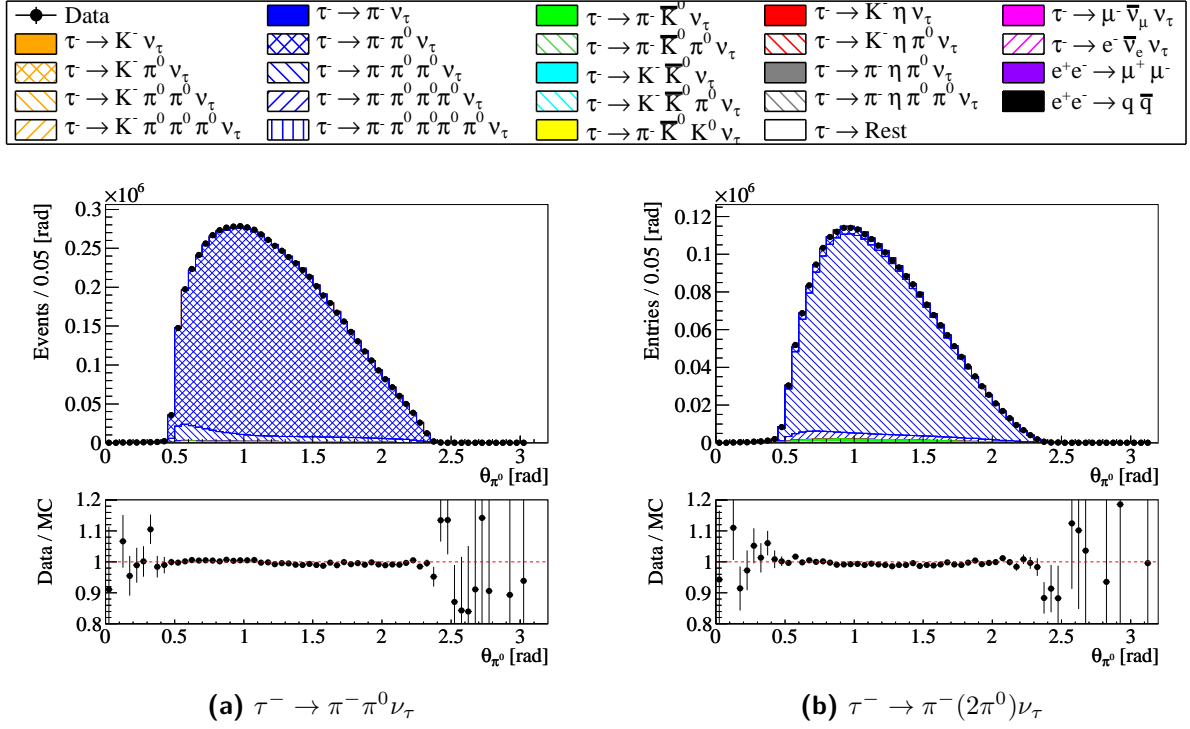 Data τ⁻ → π⁻ ν_τ τ⁻ → π⁻ K̅⁰ ν_τ τ⁻ → K⁻ η ν_τ τ⁻ → μ⁻ ν̅_μ ν_τ
τ⁻ → K⁻ ν_τ τ⁻ → π⁻ π⁰ ν_τ τ⁻ → π⁻ K̅⁰ π⁰ ν_τ τ⁻ → K⁻ η π⁰ ν_τ τ⁻ → e⁻ ν̅_e ν_τ
τ⁻ → K⁻ π⁰ ν_τ τ⁻ → π⁻ π⁰ π⁰ ν_τ τ⁻ → K⁻ K̅⁰ ν_τ τ⁻ → π⁻ η π⁰ ν_τ e⁺e⁻ → μ⁺ μ⁻
τ⁻ → K⁻ π⁰ π⁰ ν_τ τ⁻ → π⁻ π⁰ π⁰ π⁰ ν_τ τ⁻ → K⁻ K̅⁰ π⁰ ν_τ τ⁻ → π⁻ η π⁰ π⁰ ν_τ e⁺e⁻ → q q̅
τ⁻ → K⁻ π⁰ π⁰ π⁰ ν_τ τ⁻ → π⁻ π⁰ π⁰ π⁰ π⁰ ν_τ τ⁻ → π⁻ K̅⁰ K⁰ ν_τ τ⁻ → Rest
×10⁶
Events / 0.05 [rad]
0.3
0.25
0.2
0.15
0.1
0.05
0
0 0.5 1 1.5 2 2.5 3
θ_π⁰ [rad]
Data / MC
1.2
1.1
1
0.9
0.8
0 0.5 1 1.5 2 2.5 3
θ_π⁰ [rad]
(a) τ⁻ → π⁻π⁰ν_τ
×10⁶
Entries / 0.05 [rad]
0.12
0.1
0.08
0.06
0.04
0.02
0
0 0.5 1 1.5 2 2.5 3
θ_π⁰ [rad]
Data / MC
1.2
1.1
1
0.9
0.8
0 0.5 1 1.5 2 2.5 3
θ_π⁰ [rad]
(b) τ⁻ → π⁻(2π⁰)ν_τ